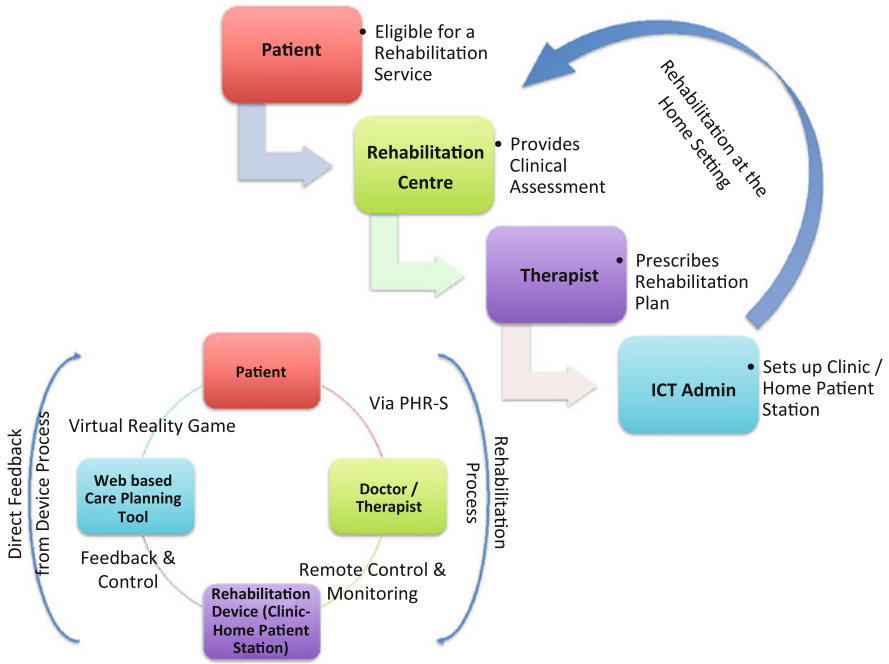 Patient
• Eligible for a
Rehabilitation
Service
Rehabilitation
Centre
• Provides
Clinical
Assessment
Therapist
• Prescribes
Rehabilitation
Plan
ICT Admin
• Sets up Clinic /
Home Patient
Station
Rehabilitation at the
Home Setting
Patient
Via PHR-S
Doctor /
Therapist
Remote Control &
Monitoring
Rehabilitation
Device (Clinic-
Home Patient
Station)
Feedback &
Control
Web based
Care Planning
Tool
Virtual Reality Game
Direct Feedback
from Device Process
Rehabilitation
Process